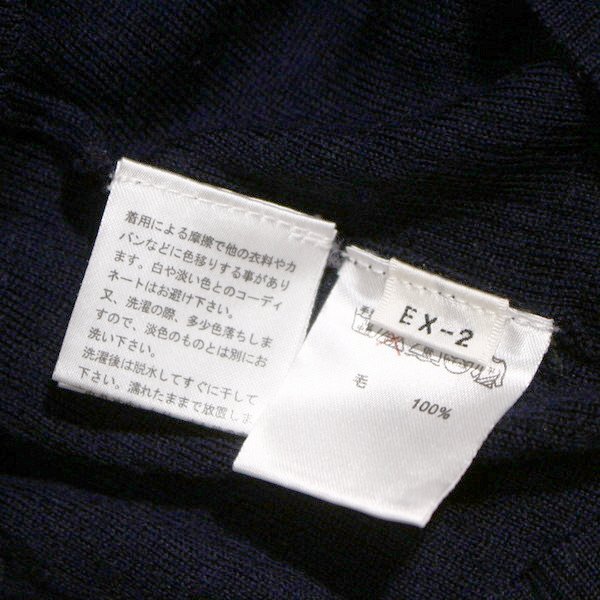 着用による摩擦で他の衣料やカ
バンなどに色移りする事があり
ます。白や淡い色とのコーディ
ネートはお避け下さい。
又、洗濯の際、多少色落ちしま
すので、淡色のものとは別にお
洗い下さい。
洗濯後は脱水してすぐに干して
下さい。濡れたままで放置しま
EX-2
毛
100%